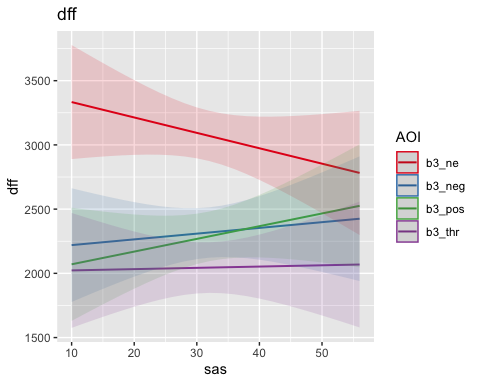 dff
dff
3500
3000
2500
2000
1500
10
20
30
40
50
sas
AOI
b3_ne
b3_neg
b3_pos
b3_thr